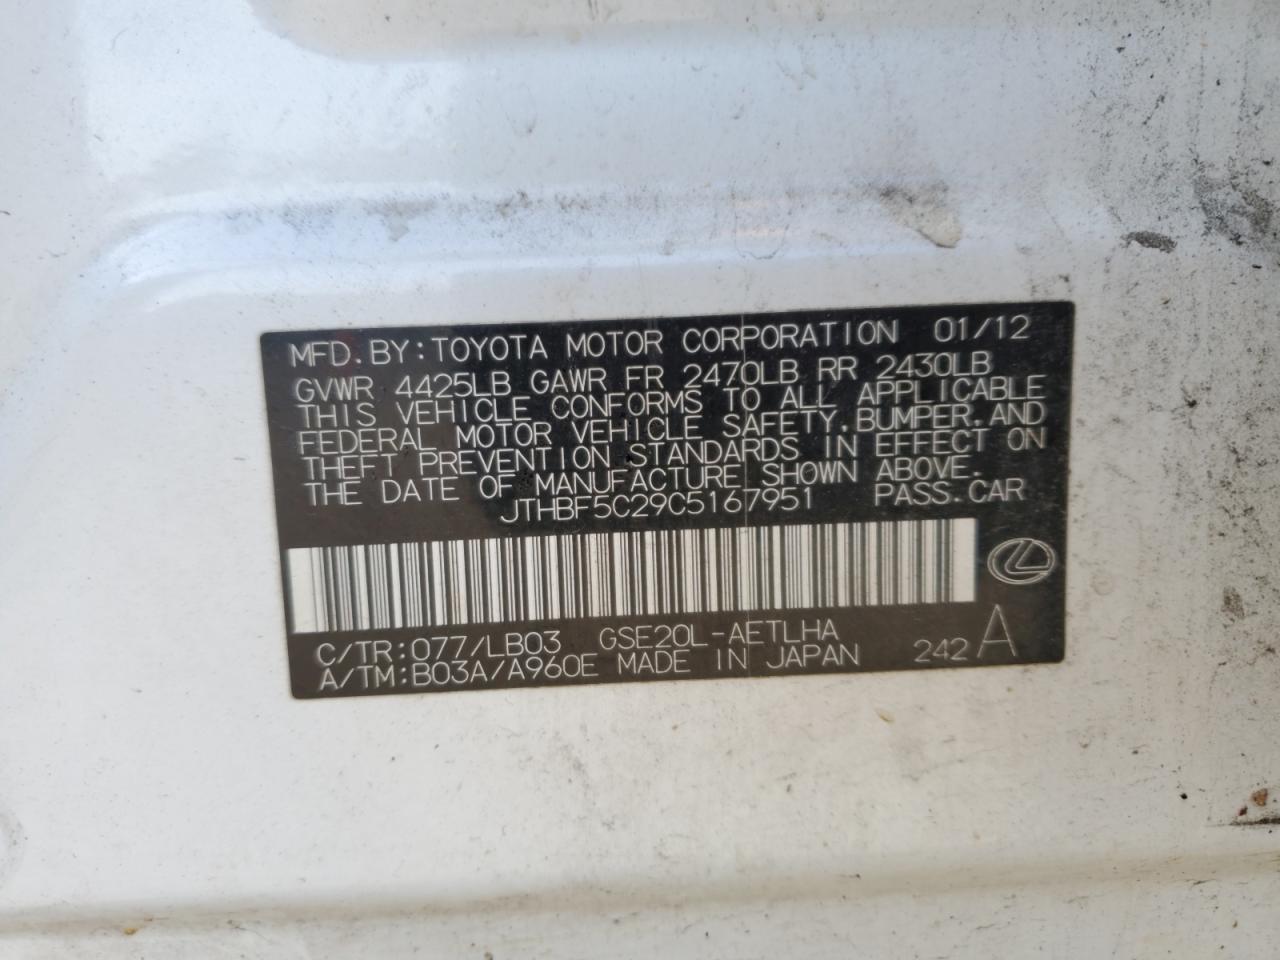 MFD. BY: TOYOTA MOTOR CORPORATION 01/12
GVWR 4425LB GAWR FR 2470LB RR 2430LB
THIS VEHICLE CONFORMS TO ALL APPLICABLE
FEDERAL MOTOR VEHICLE SAFETY, BUMPER, AND
THEFT PREVENTION STANDARDS IN EFFECT ON
THE DATE OF MANUFACTURE SHOWN ABOVE.
JTHBF5C29C5167951 PASS. CAR
C/TR: 077/LB03 GSE20L-AETLHA
A/TM: B03A/A960E MADE IN JAPAN 242 A